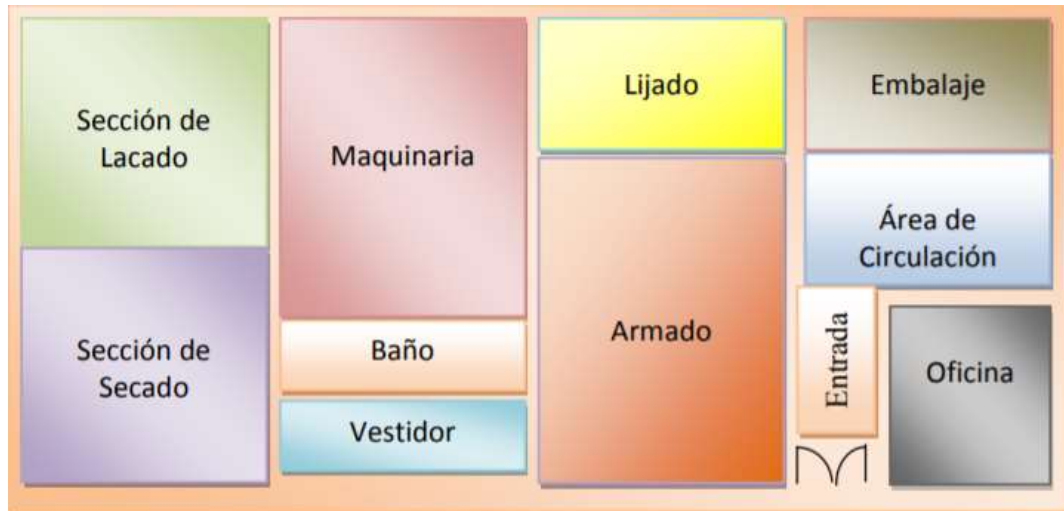 Sección de
Lacado
Maquinaria
Lijado
Embalaje
Área de
Circulación
Sección de
Secado
Baño
Vestidor
Armado
Entrada
Oficina